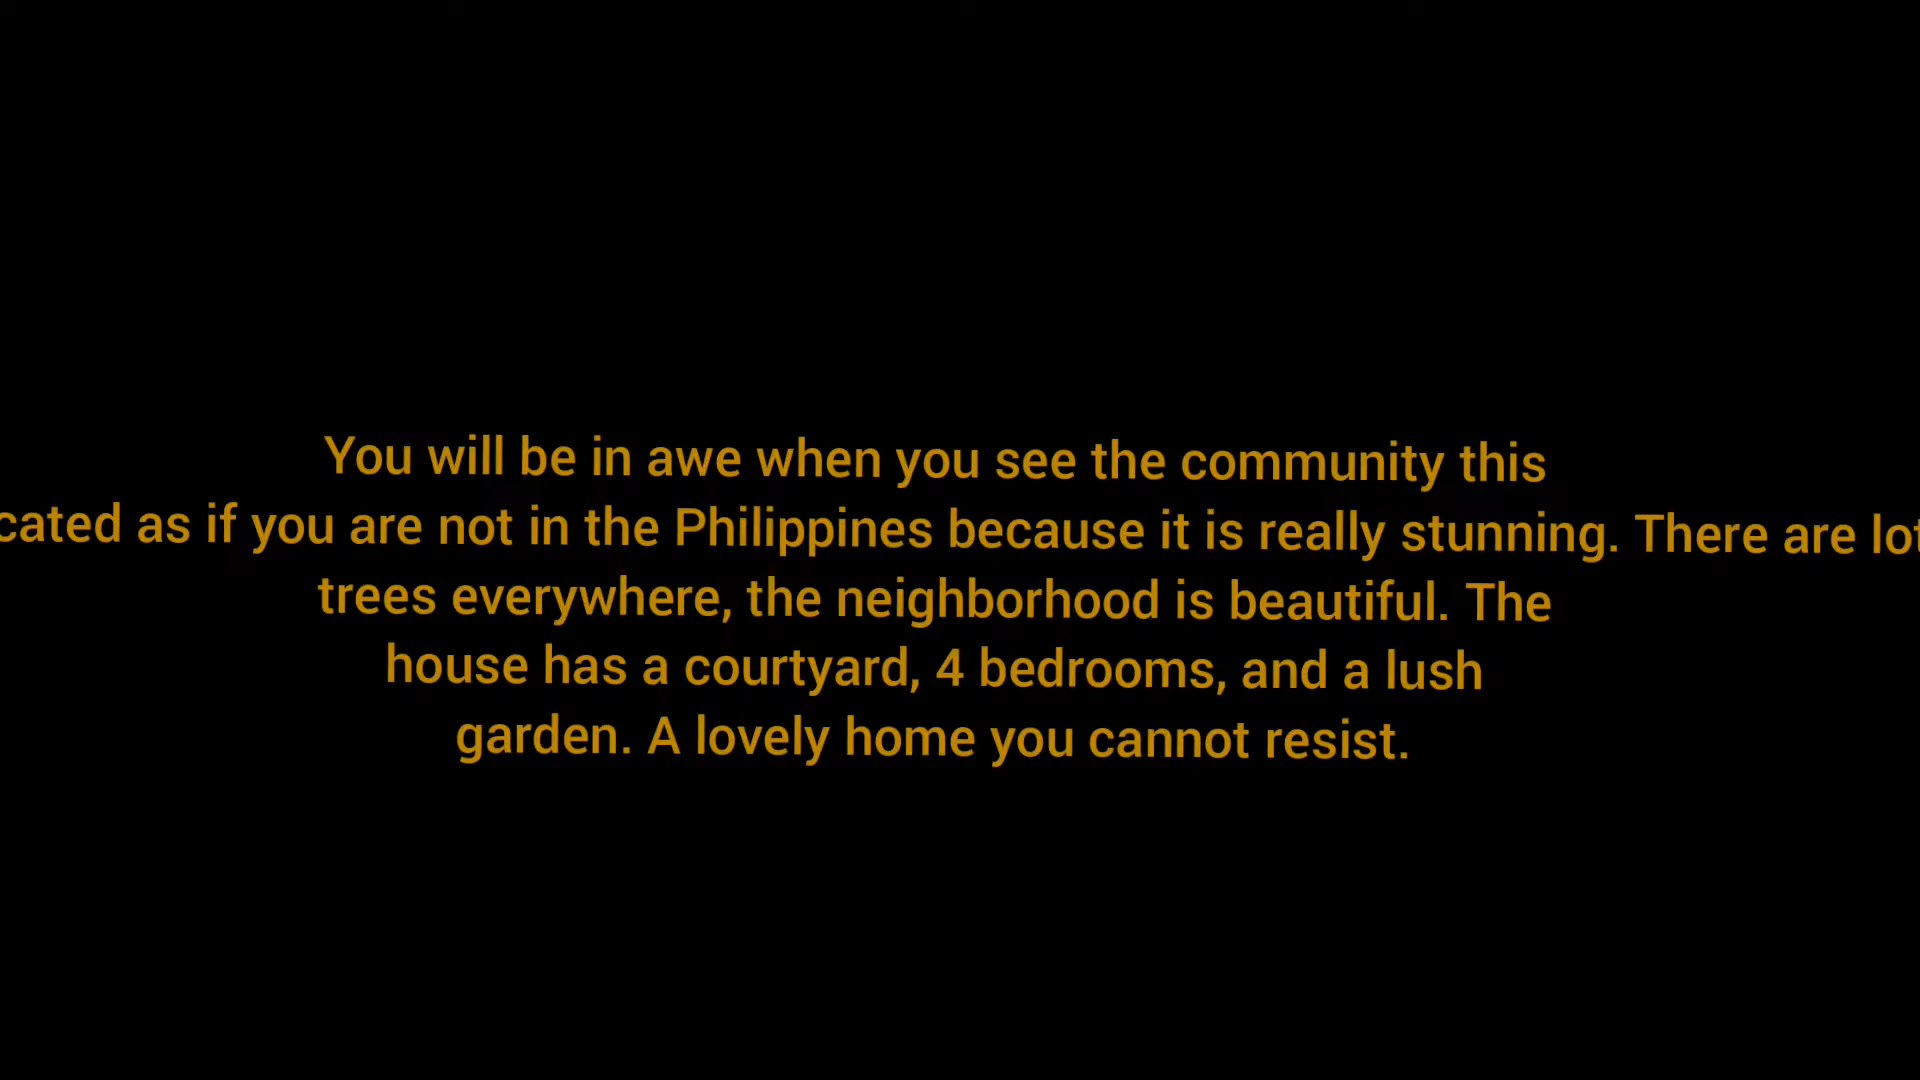 You will be in awe when you see the community this
as if you are not in the Philippines because it is really stunning. There are
trees everywhere, the neighborhood is beautiful. The
house has a courtyard, 4 bedrooms, and a lush
garden. A lovely home you cannot resist.